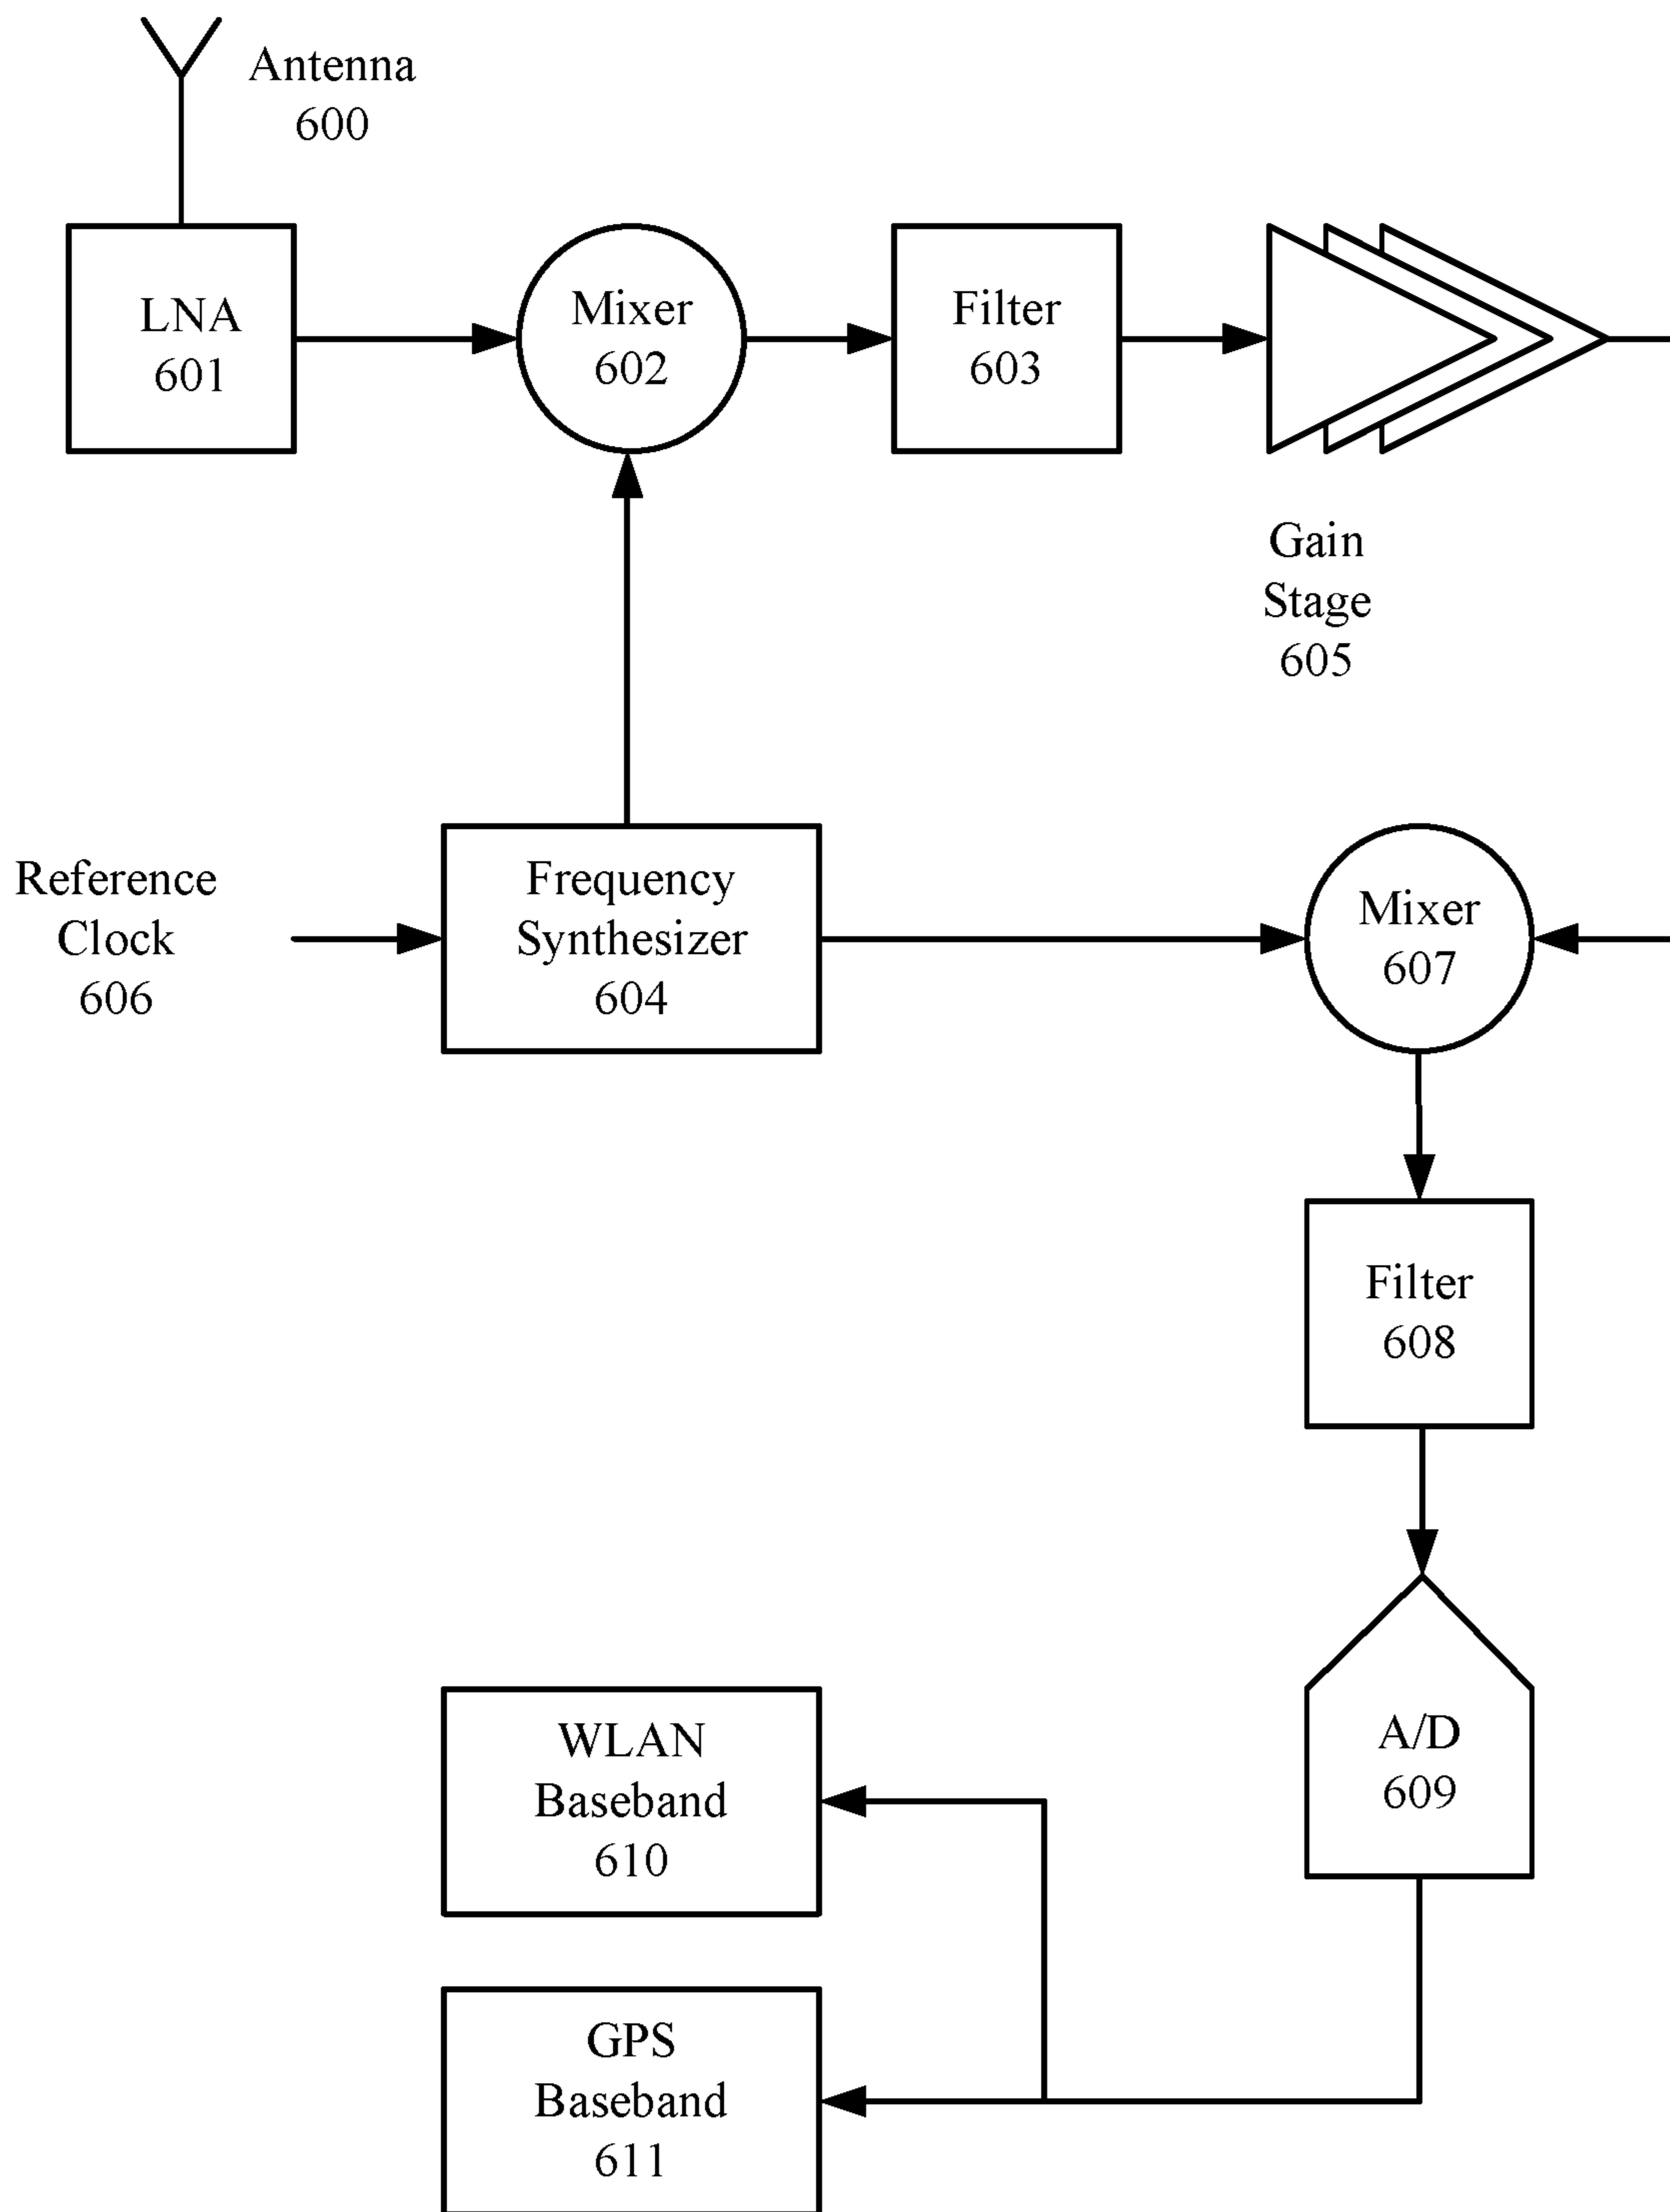 Antenna
600
LNA
601
Mixer
602
Filter
603
Gain
Stage
605
Reference
Clock
606
Frequency
Synthesizer
604
Mixer
607
Filter
608
A/D
609
WLAN
Baseband
610
GPS
Baseband
611